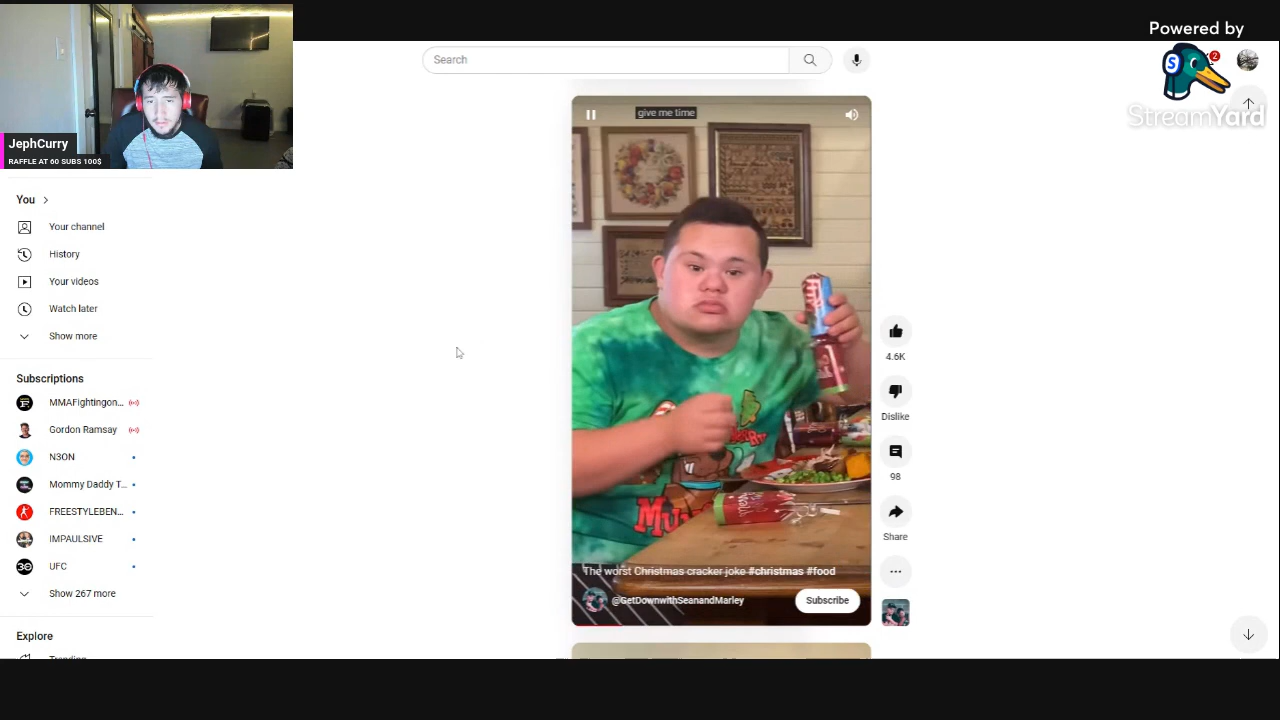 Powered by
StreamYard
JephCurry
RAFFLE AT 60 SUBS 100$
Search
2
give me time
You
Your channel
History
Your videos
Watch later
Show more
Subscriptions
MMAFightingon...
Gordon Ramsay
N3ON
Mommy Daddy T...
FREESTYLEBEN...
IMPAULSIVE
UFC
Show 267 more
Explore
4.6K
Dislike
98
Share
The worst Christmas cracker joke #christmas #food
@GetDownwithSeanandMarley
Subscribe